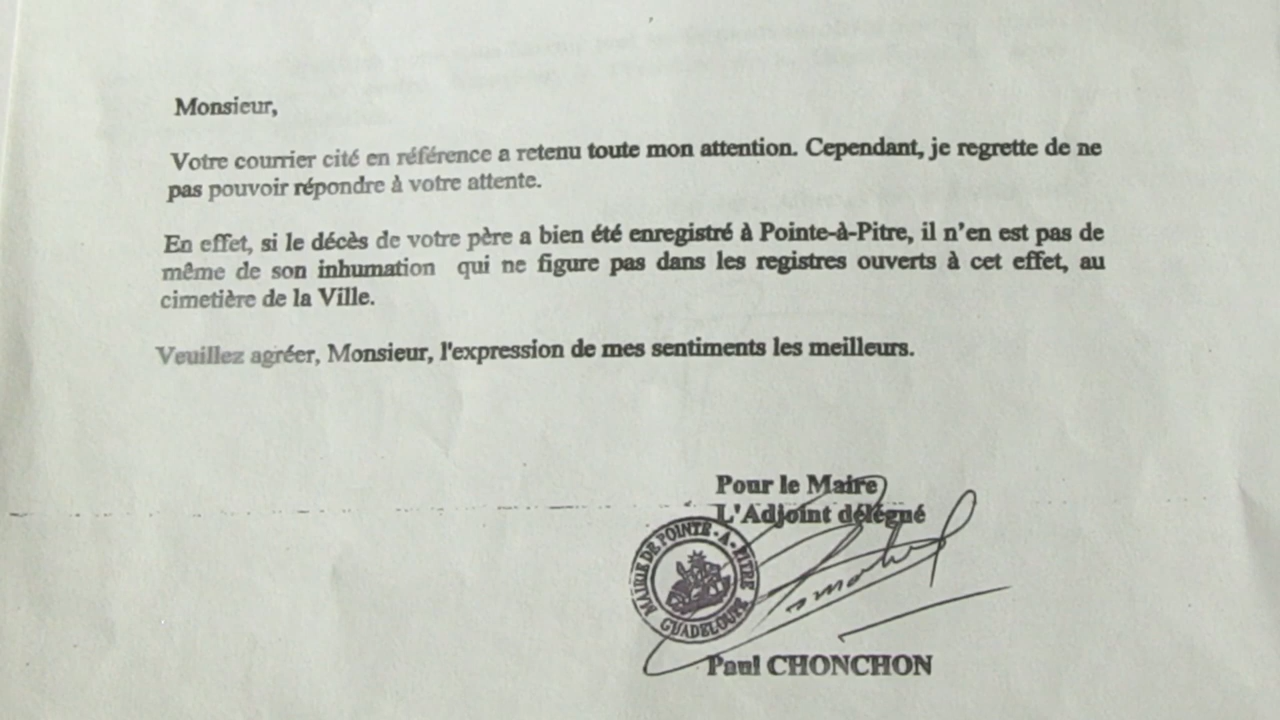 Monsieur,
Votre courrier cité en référence a retenu toute mon attention. Cependant, je regrette de ne
pas pouvoir répondre à votre attente.
En effet, si le décès de votre père a bien été enregistré à Pointe-à-Pitre, il n'en est pas de
même de son inhumation qui ne figure pas dans les registres ouverts à cet effet, au
cimetière de la Ville.
Veuillez agréer, Monsieur, l'expression de mes sentiments les meilleurs.
Pour le Maire
L'Adjoint délégué
MAIRIE DE POINTE-A-PITRE
GUADELOUPE
Paul CHONCHON